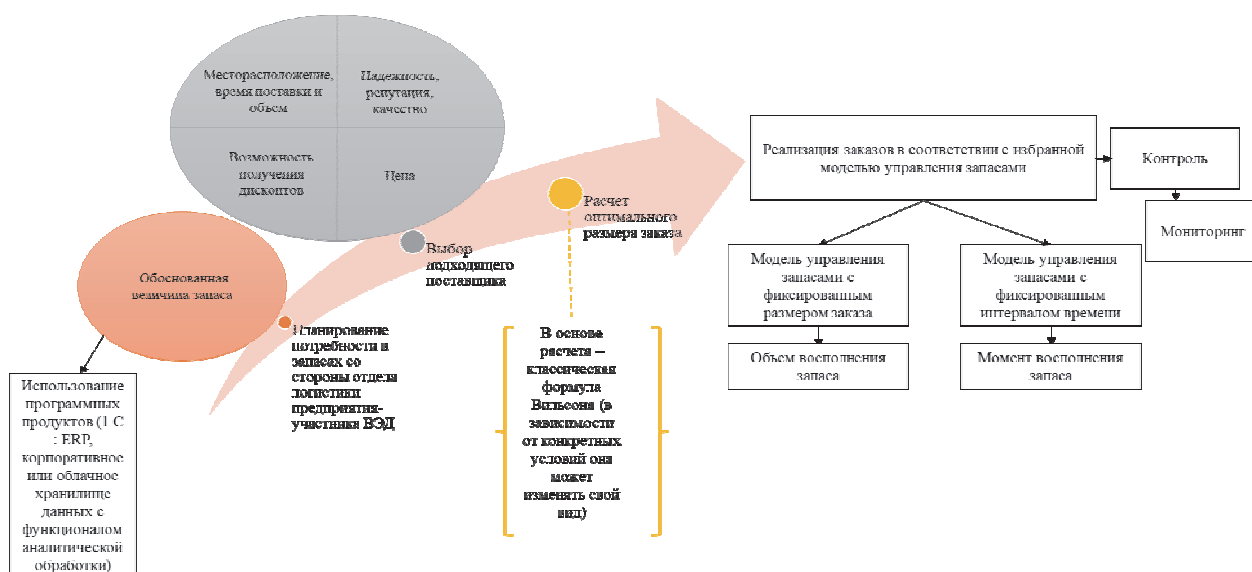 Месторасположение,
время поставки и
объем
Надежность,
репутация,
качество
Возможность
получения
дисконтов
Цена
Обоснованная
величина запаса
Использование
программных
продуктов (1 С
: ERP,
корпоративное
или облачное
хранилище
данных с
функционалом
аналитической
обработки)
Планирование
потребности в
запасах со
стороны отдела
логистики
предприятия-
участника ВЭД
Выбор
подходящего
поставщика
Расчет
оптимального
размера заказа
В основе
расчета –
классическая
формула
Вильсона (в
зависимости
от конкретных
условий она
может
изменять свой
вид)
Реализация заказов в соответствии с избранной
моделью управления запасами
Контроль
Мониторинг
Модель управления
запасами с
фиксированным
размером заказа
Объем восполнения
запаса
Модель управления
запасами с
фиксированным
интервалом времени
Момент восполнения
запаса